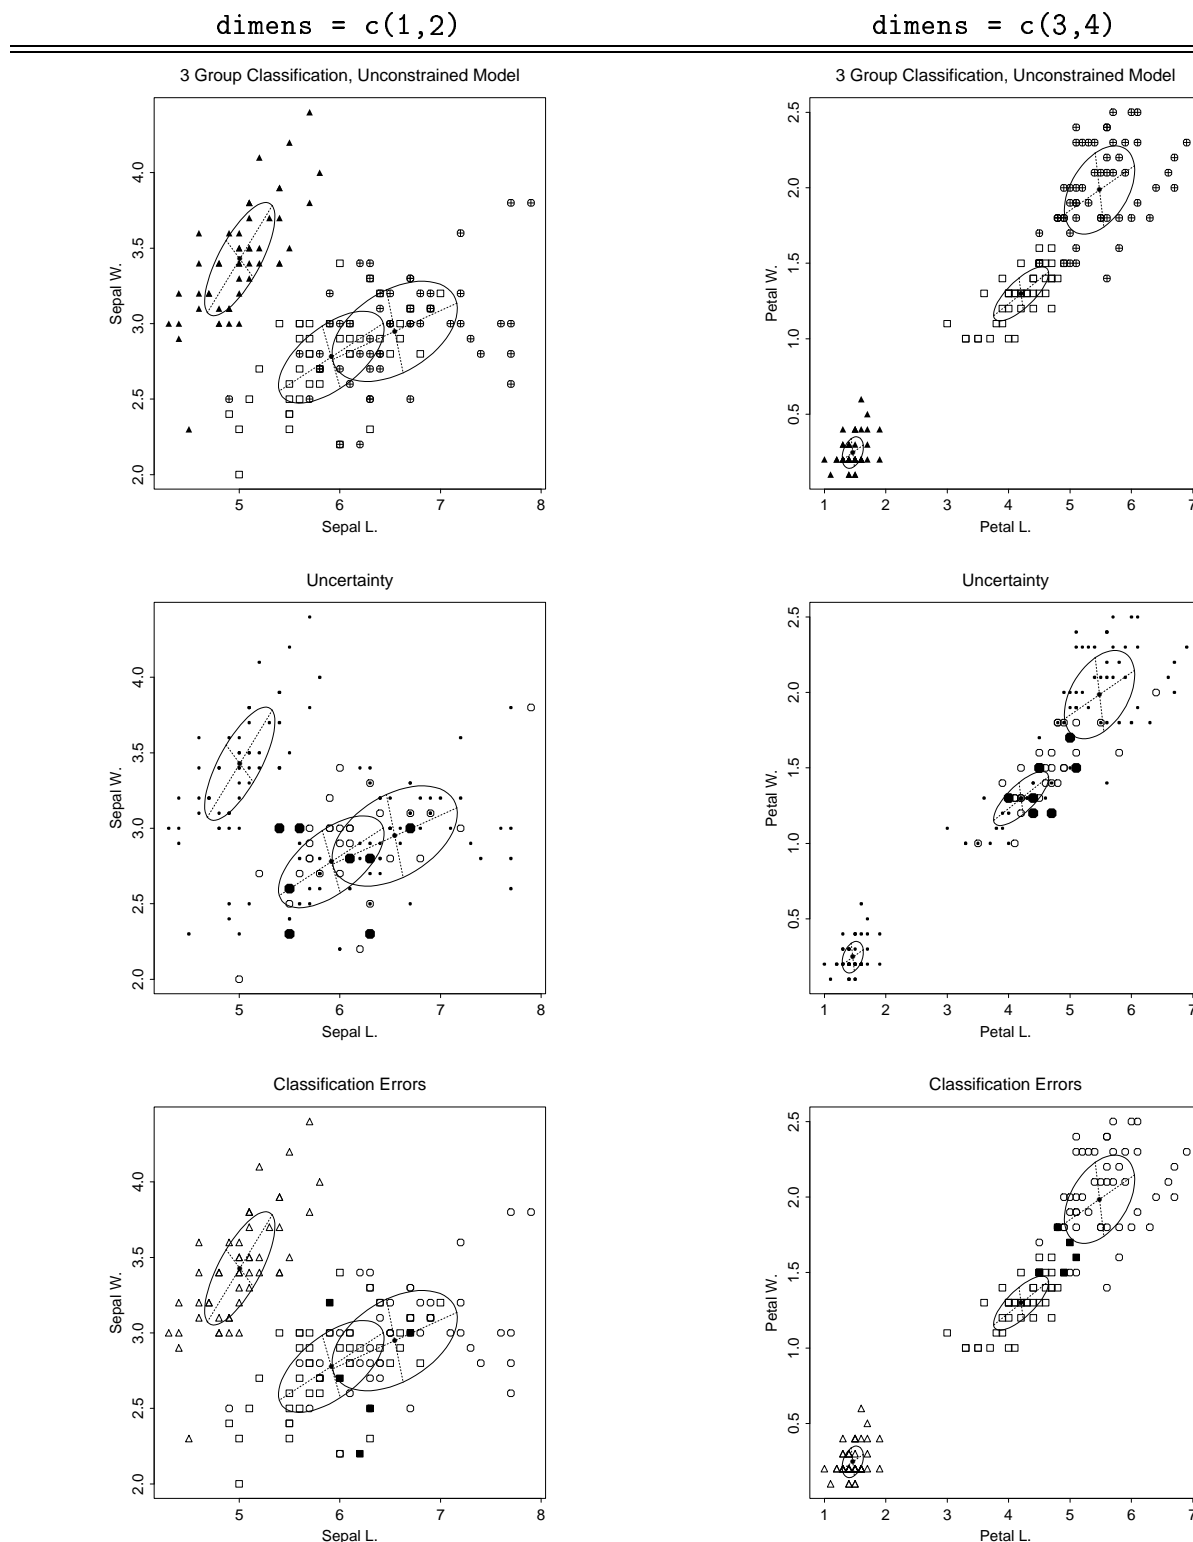 dimens = c(1,2)
dimens = c(3,4)
3 Group Classification, Unconstrained Model
Sepal W.
4.0
3.5
3.0
2.5
2.0
5 6 7 8
Sepal L.
3 Group Classification, Unconstrained Model
Petal W.
2.5
2.0
1.5
1.0
0.5
1 2 3 4 5 6 7
Petal L.
Uncertainty
Sepal W.
4.0
3.5
3.0
2.5
2.0
5 6 7 8
Sepal L.
Uncertainty
Petal W.
2.5
2.0
1.5
1.0
0.5
1 2 3 4 5 6 7
Petal L.
Classification Errors
Sepal W.
4.0
3.5
3.0
2.5
2.0
5 6 7 8
Sepal L.
Classification Errors
Petal W.
2.5
2.0
1.5
1.0
0.5
1 2 3 4 5 6 7
Petal L.